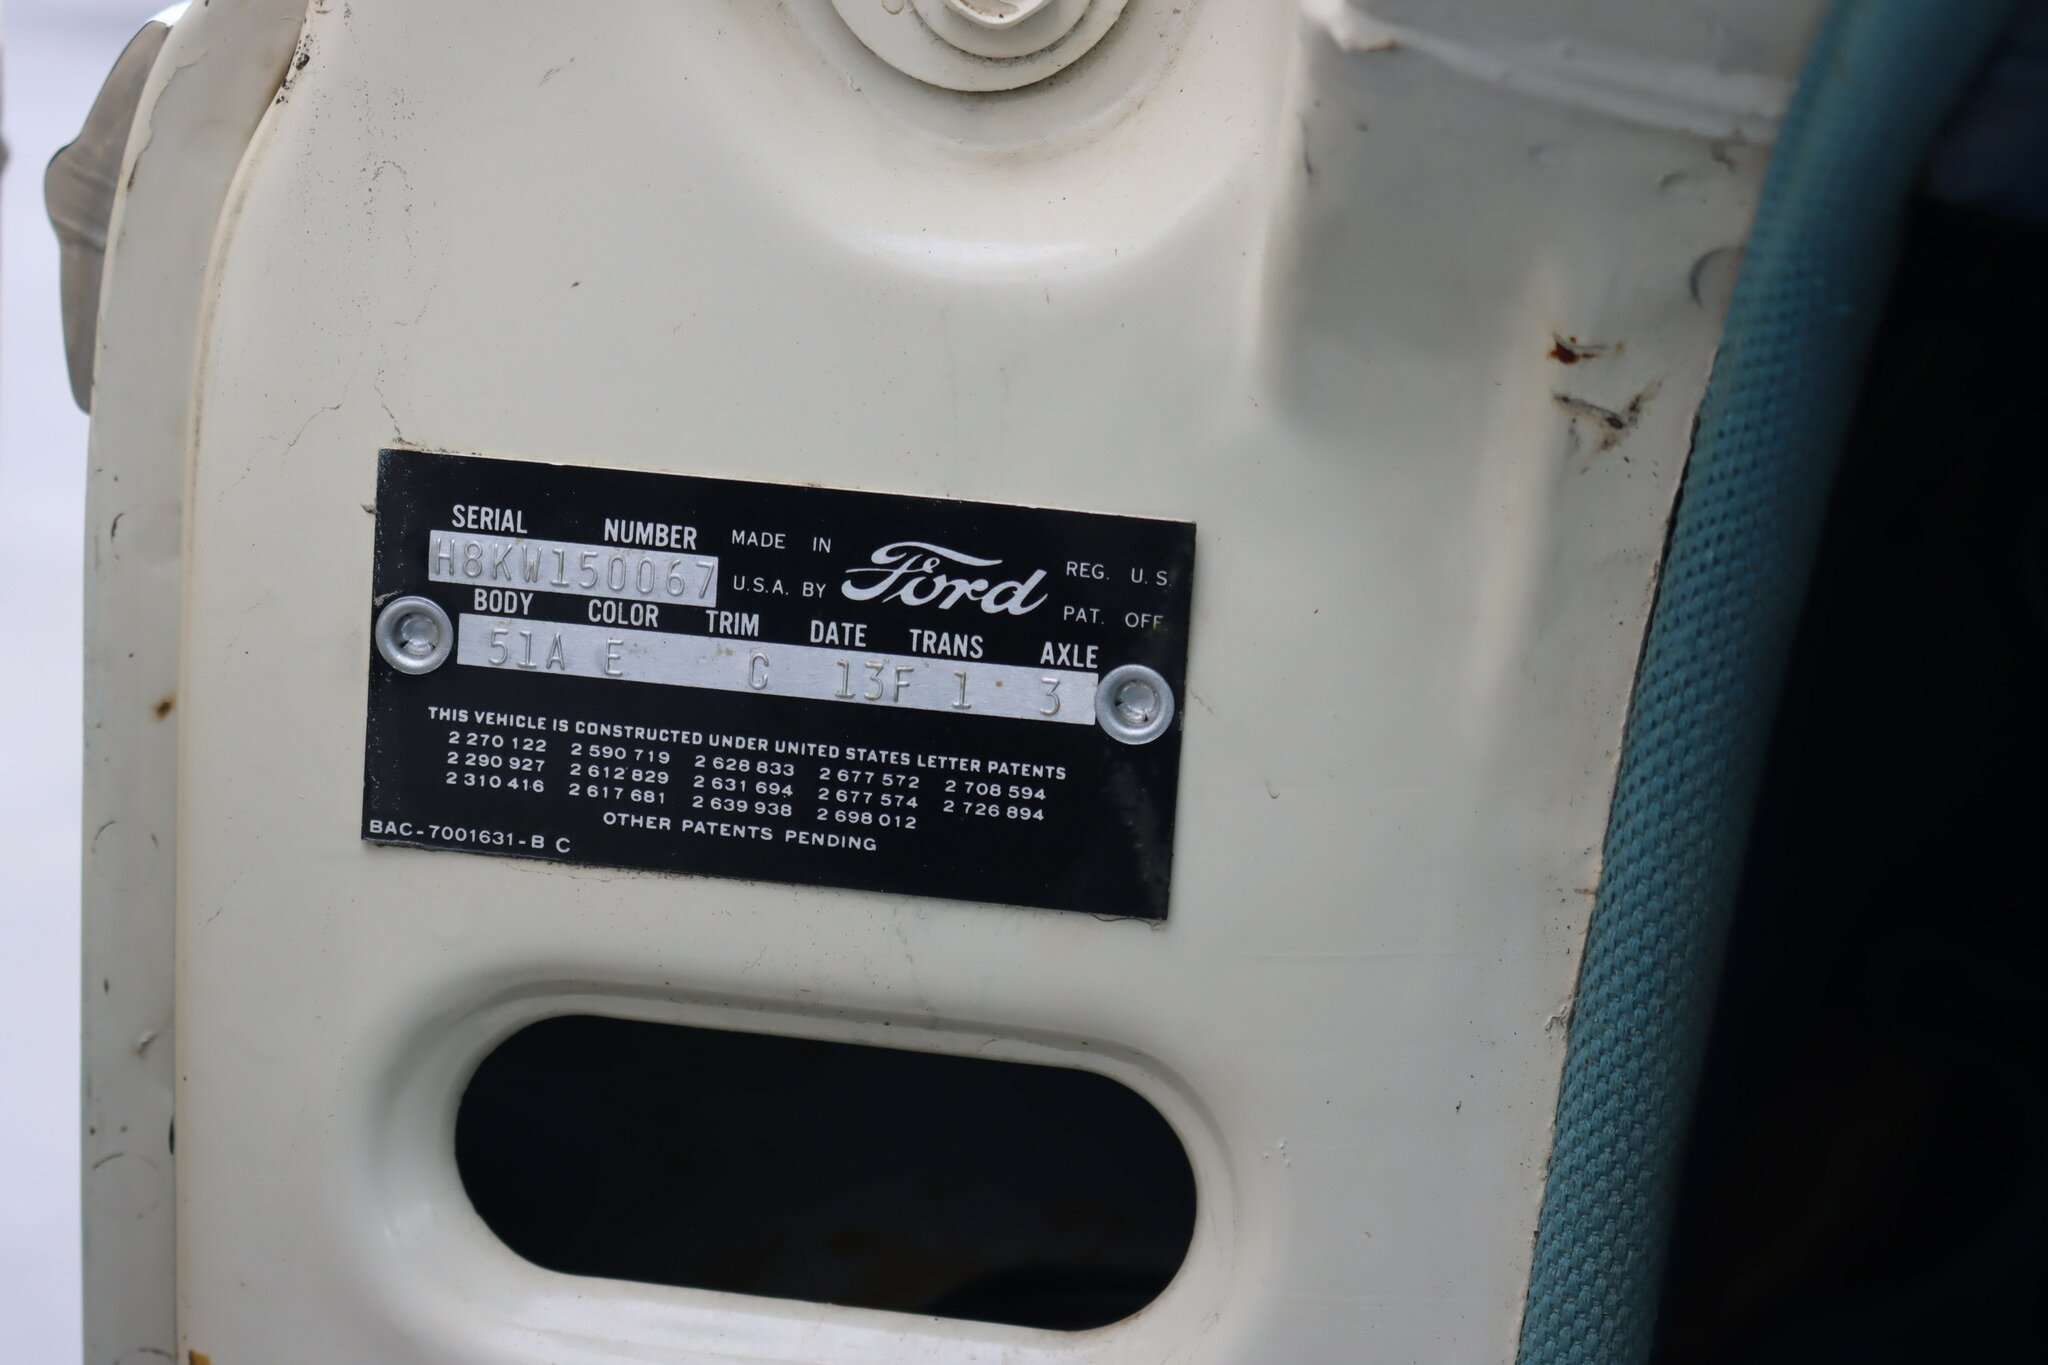 SERIAL NUMBER
H8KW150067
MADE IN
U.S.A. BY
Ford
REG. U. S.
PAT. OFF.
BODY COLOR TRIM DATE TRANS AXLE
51A E C 13F 1 3
THIS VEHICLE IS CONSTRUCTED UNDER UNITED STATES LETTER PATENTS
2 270 122 2 590 719 2 628 833 2 677 572 2 708 594
2 290 927 2 612 829 2 631 694 2 677 574 2 726 894
2 310 416 2 617 681 2 639 938 2 698 012
OTHER PATENTS PENDING
BAC-7001631-B C